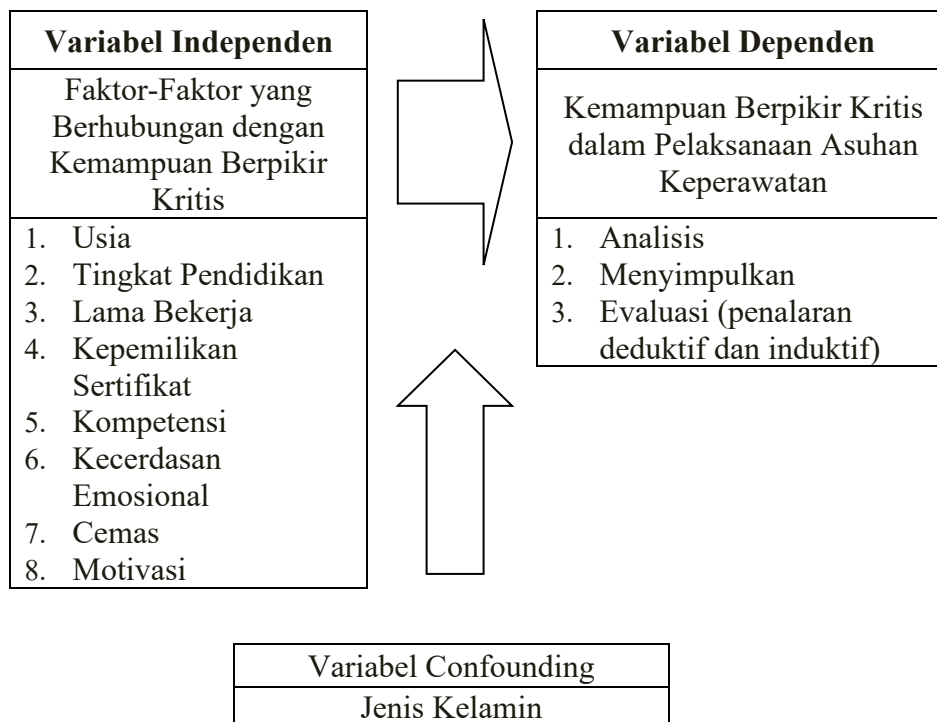 Variabel Independen
Faktor-Faktor yang
Berhubungan dengan
Kemampuan Berpikir
Kritis
1. Usia
2. Tingkat Pendidikan
3. Lama Bekerja
4. Kepemilikan
Sertifikat
5. Kompetensi
6. Kecerdasan
Emosional
7. Cemas
8. Motivasi
Variabel Dependen
Kemampuan Berpikir Kritis
dalam Pelaksanaan Asuhan
Keperawatan
1. Analisis
2. Menyimpulkan
3. Evaluasi (penalaran
deduktif dan induktif)
Variabel Confounding
Jenis Kelamin